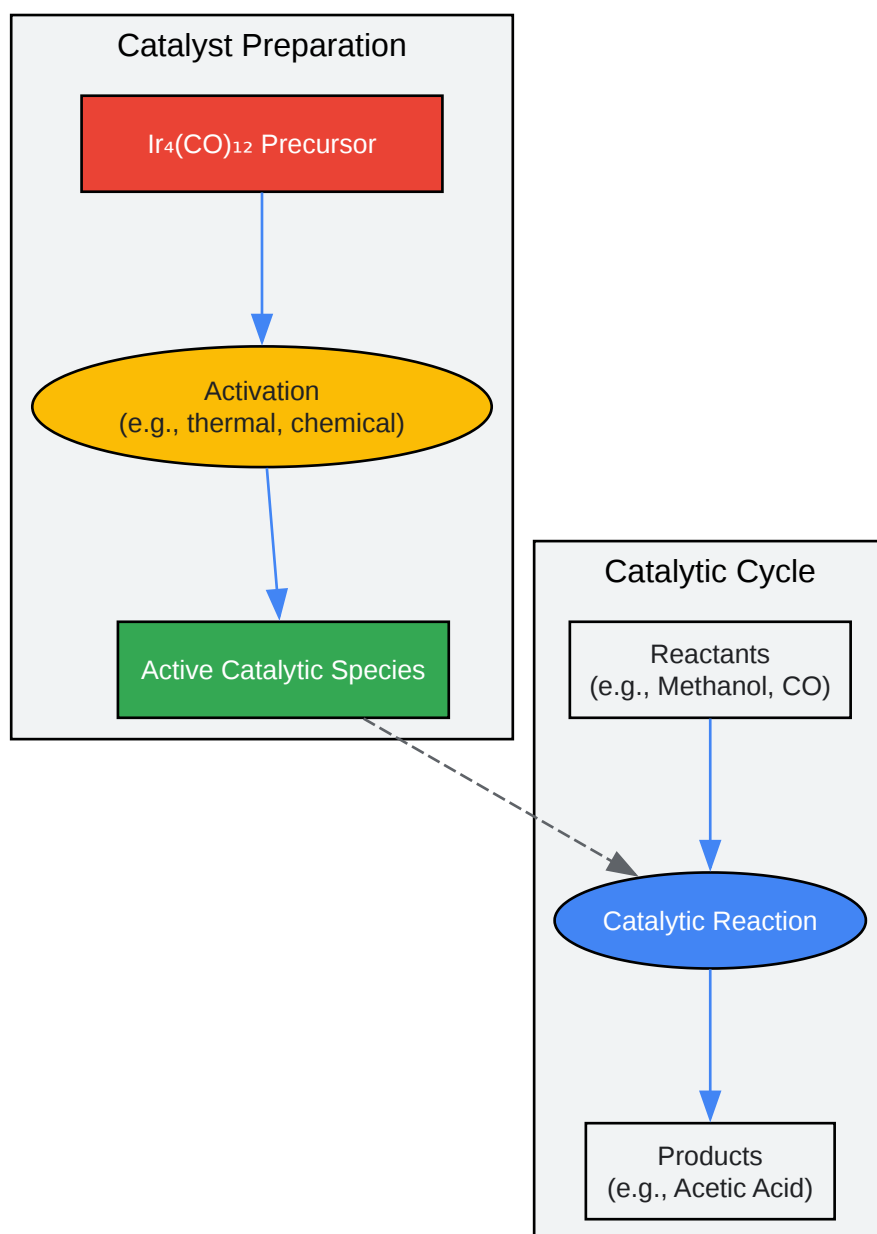 Catalyst Preparation
Ir₄(CO)₁₂ Precursor
Activation
(e.g., thermal, chemical)
Active Catalytic Species
Catalytic Cycle
Reactants
(e.g., Methanol, CO)
Catalytic Reaction
Products
(e.g., Acetic Acid)